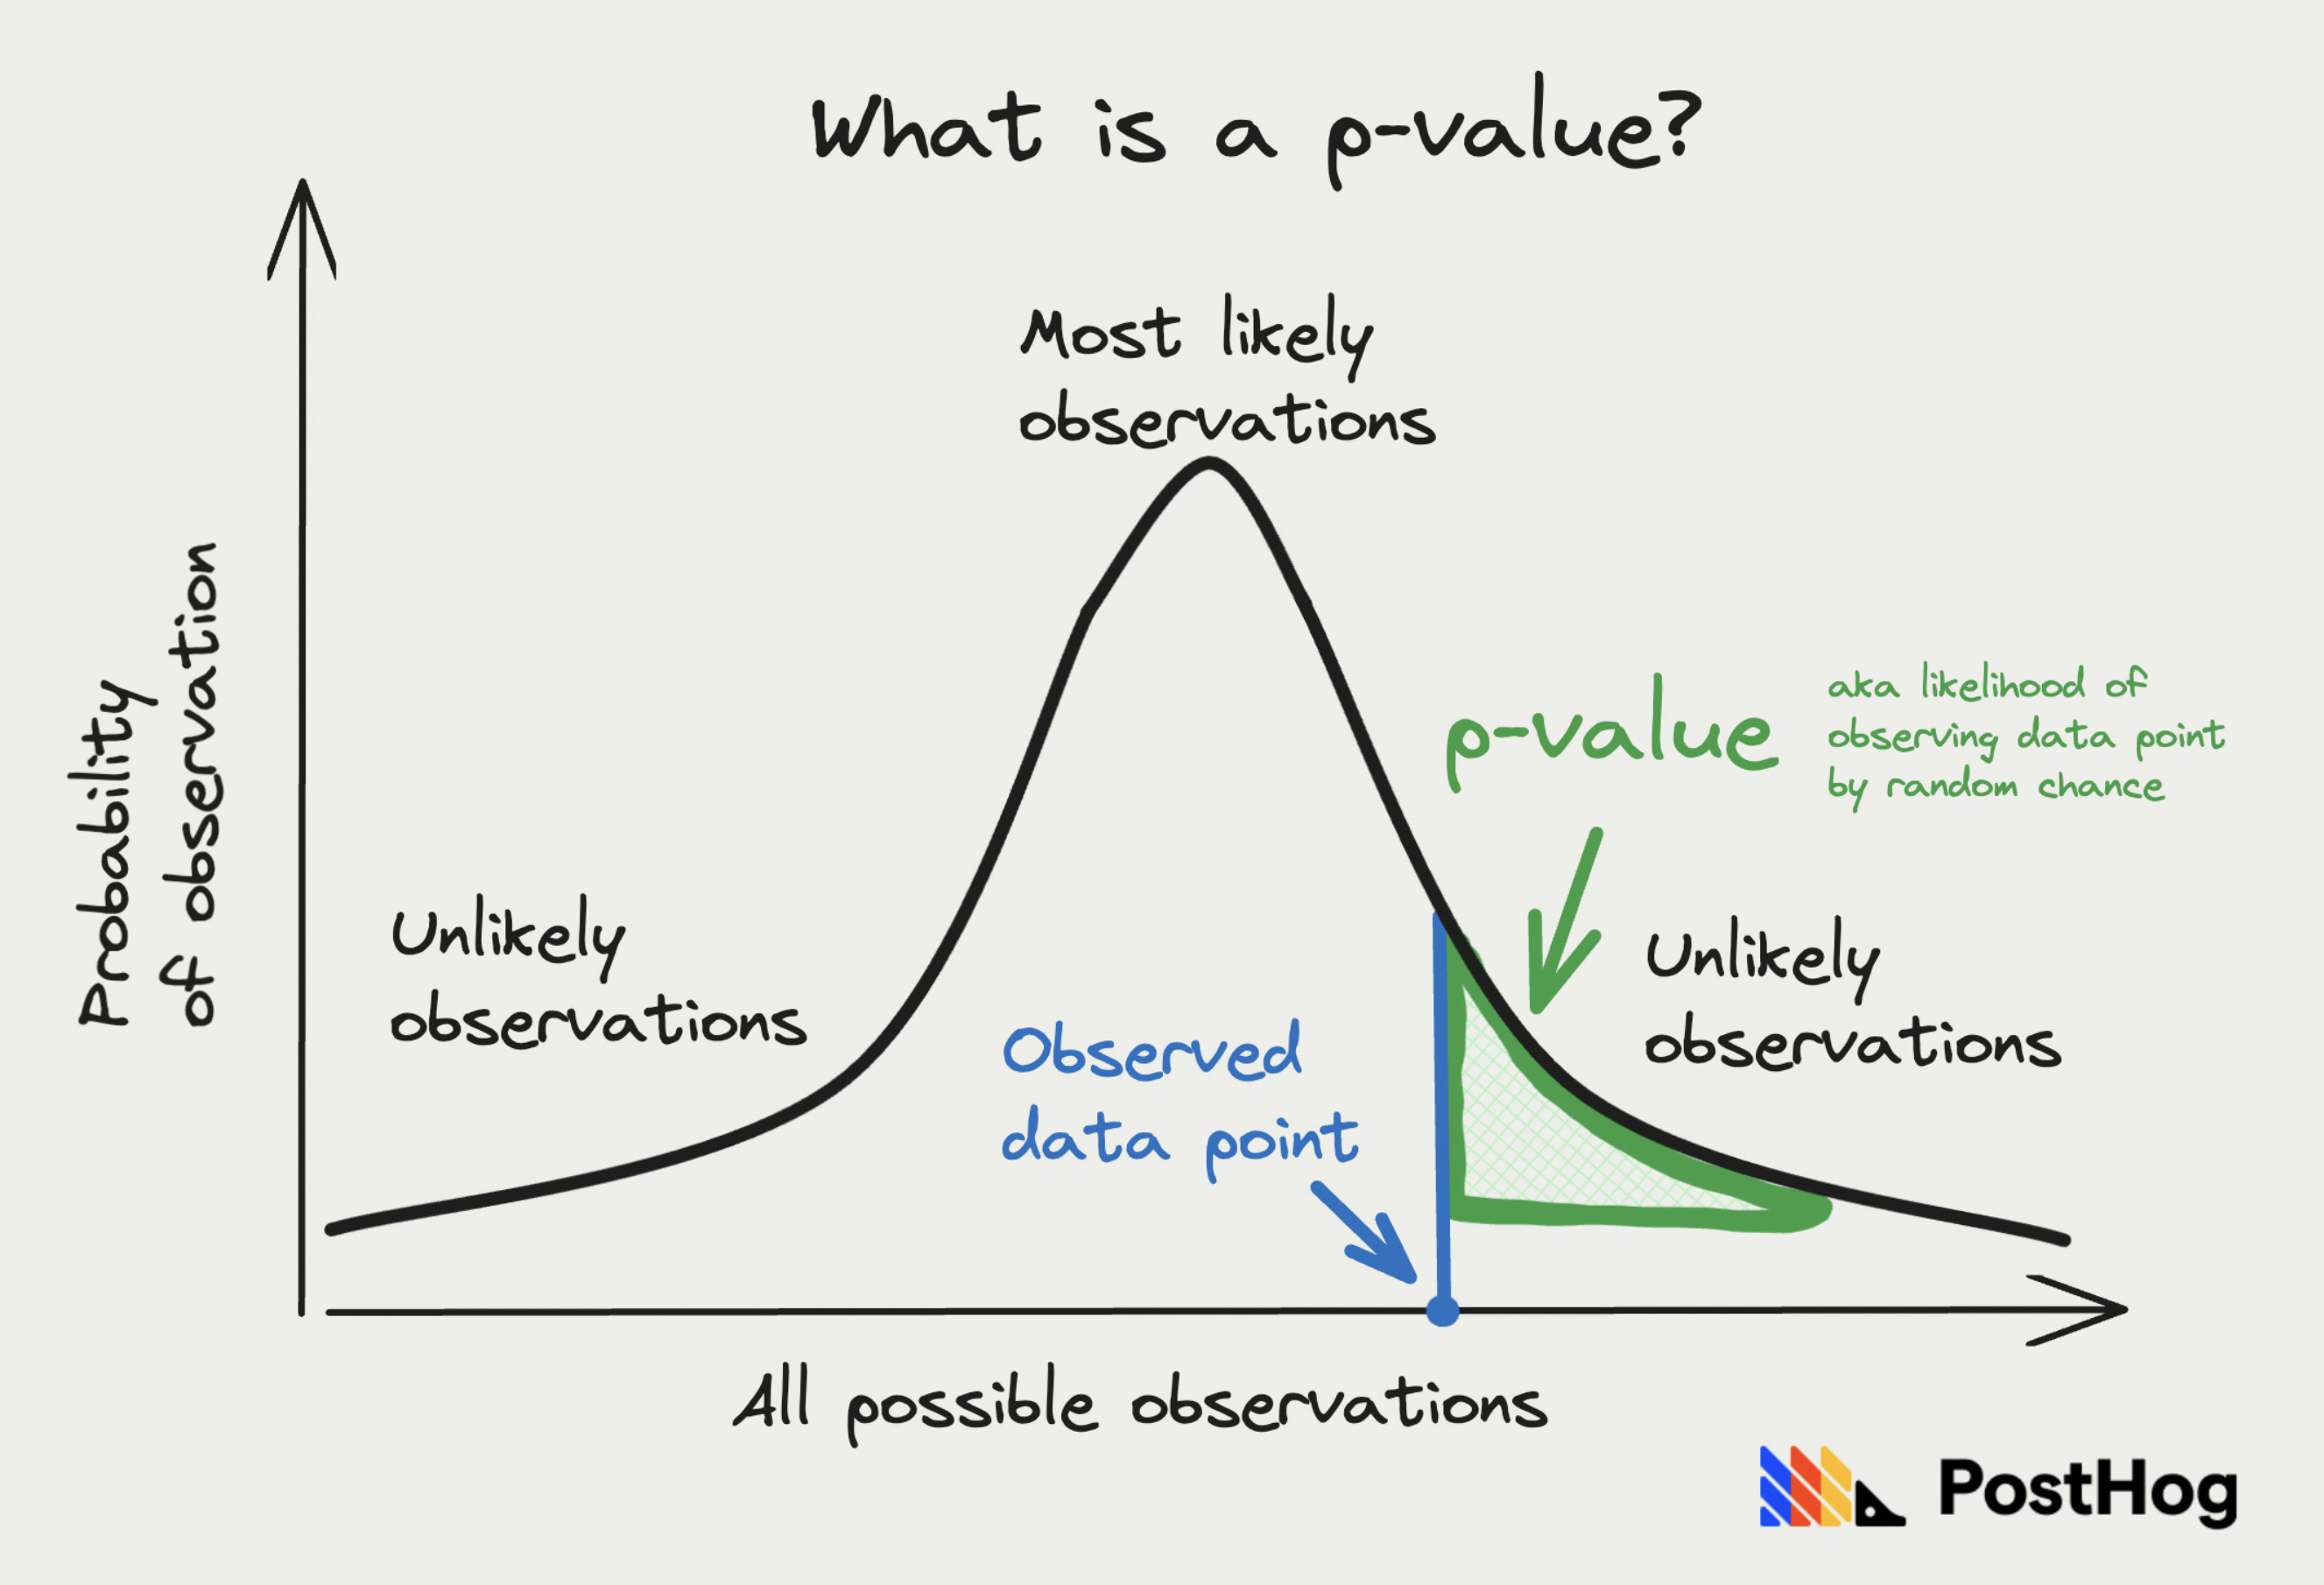 What is a p-value?
Most likely
observations
Probability
of observation
p-value
aka likelihood of
observing data point
by random chance
Unlikely
observations
Unlikely
observations
Observed
data point
All possible observations
PostHog